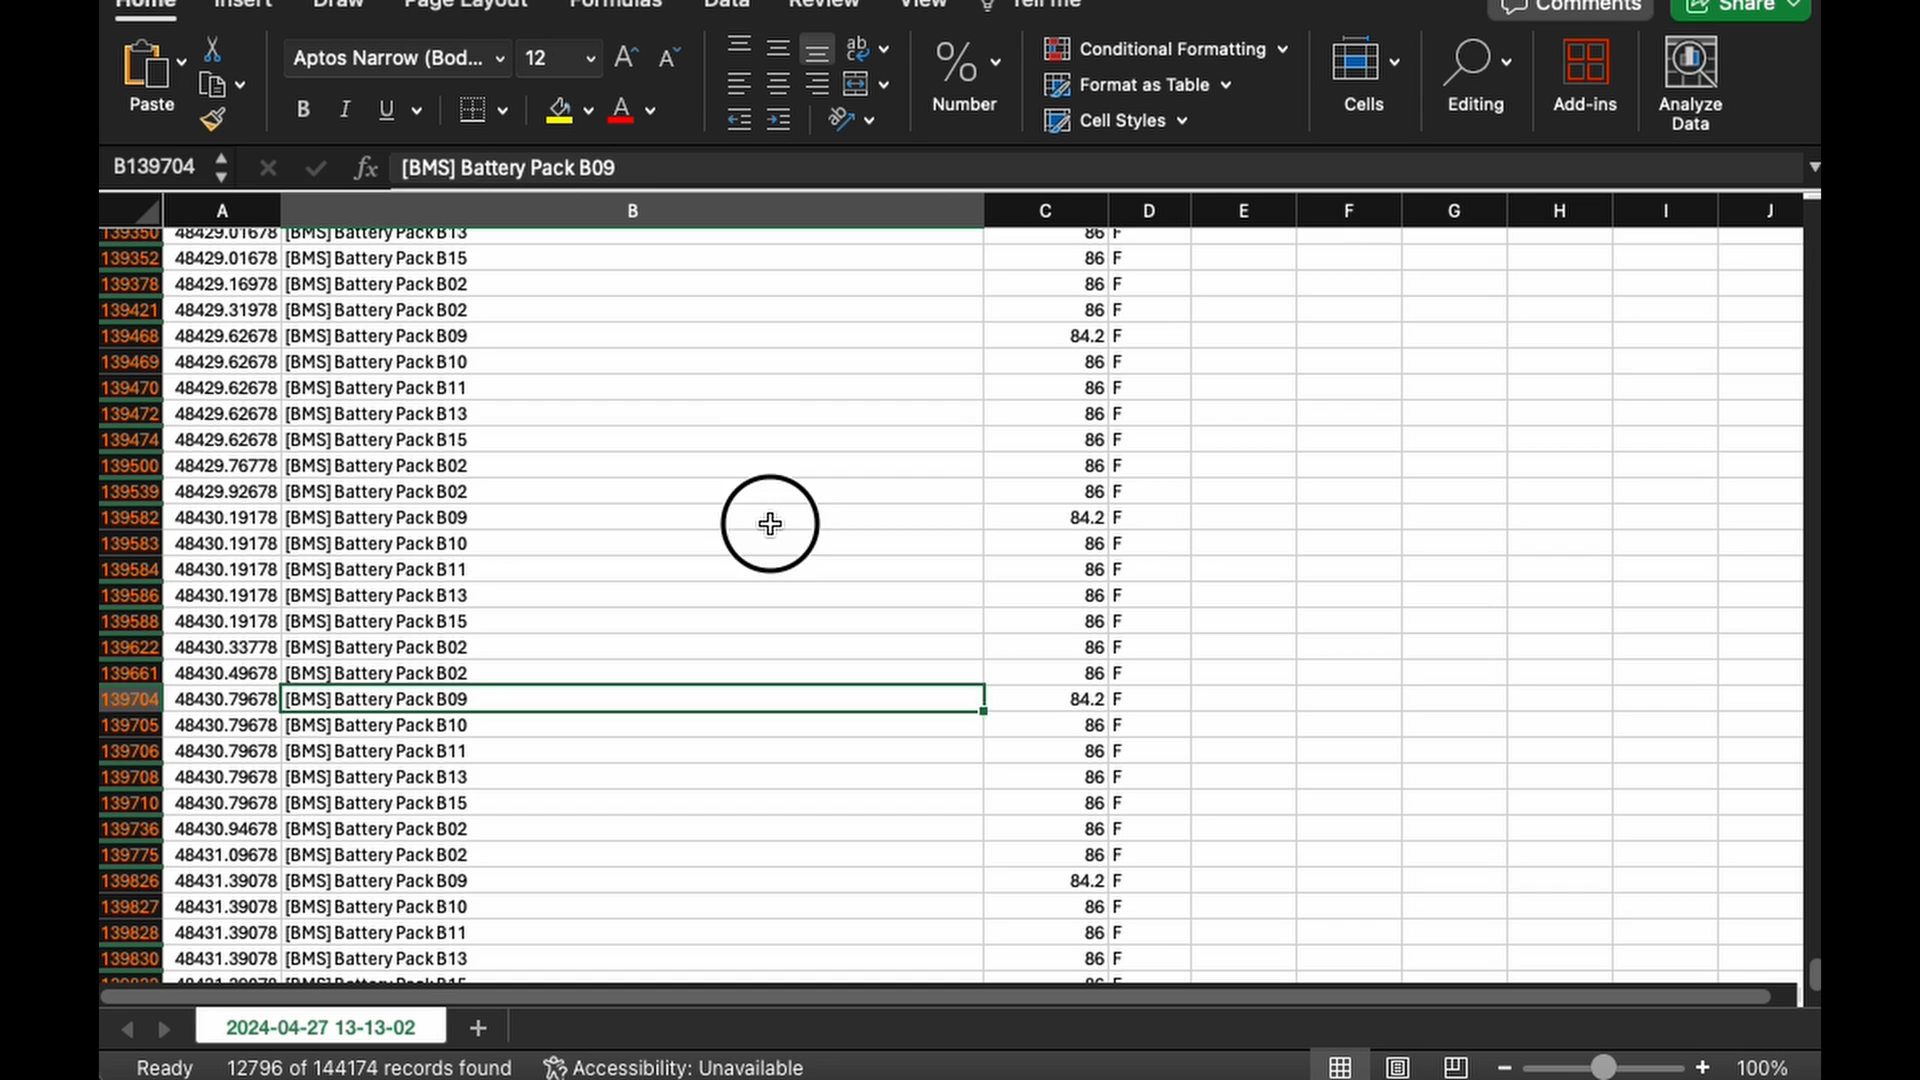 Home Insert Draw Page Layout Formulas Data Review View Tell me Comments Share
Paste
Aptos Narrow (Bod... 12
B I U A
ab
% Number
Conditional Formatting
Format as Table
Cell Styles
Cells
Editing
Add-ins
Analyze
Data
B139704 fx [BMS] Battery Pack B09
A B C D E F G H I J
139350 48429.01678 [BMS] Battery Pack B13 86 F
139352 48429.01678 [BMS] Battery Pack B15 86 F
139378 48429.16978 [BMS] Battery Pack B02 86 F
139421 48429.31978 [BMS] Battery Pack B02 86 F
139468 48429.62678 [BMS] Battery Pack B09 84.2 F
139469 48429.62678 [BMS] Battery Pack B10 86 F
139470 48429.62678 [BMS] Battery Pack B11 86 F
139472 48429.62678 [BMS] Battery Pack B13 86 F
139474 48429.62678 [BMS] Battery Pack B15 86 F
139500 48429.76778 [BMS] Battery Pack B02 86 F
139539 48429.92678 [BMS] Battery Pack B02 86 F
139582 48430.19178 [BMS] Battery Pack B09 84.2 F
139583 48430.19178 [BMS] Battery Pack B10 86 F
139584 48430.19178 [BMS] Battery Pack B11 86 F
139586 48430.19178 [BMS] Battery Pack B13 86 F
139588 48430.19178 [BMS] Battery Pack B15 86 F
139622 48430.33778 [BMS] Battery Pack B02 86 F
139661 48430.49678 [BMS] Battery Pack B02 86 F
139704 48430.79678 [BMS] Battery Pack B09 84.2 F
139705 48430.79678 [BMS] Battery Pack B10 86 F
139706 48430.79678 [BMS] Battery Pack B11 86 F
139708 48430.79678 [BMS] Battery Pack B13 86 F
139710 48430.79678 [BMS] Battery Pack B15 86 F
139736 48430.94678 [BMS] Battery Pack B02 86 F
139775 48431.09678 [BMS] Battery Pack B02 86 F
139826 48431.39078 [BMS] Battery Pack B09 84.2 F
139827 48431.39078 [BMS] Battery Pack B10 86 F
139828 48431.39078 [BMS] Battery Pack B11 86 F
139830 48431.39078 [BMS] Battery Pack B13 86 F
2024-04-27 13-13-02
Ready 12796 of 144174 records found Accessibility: Unavailable 100%